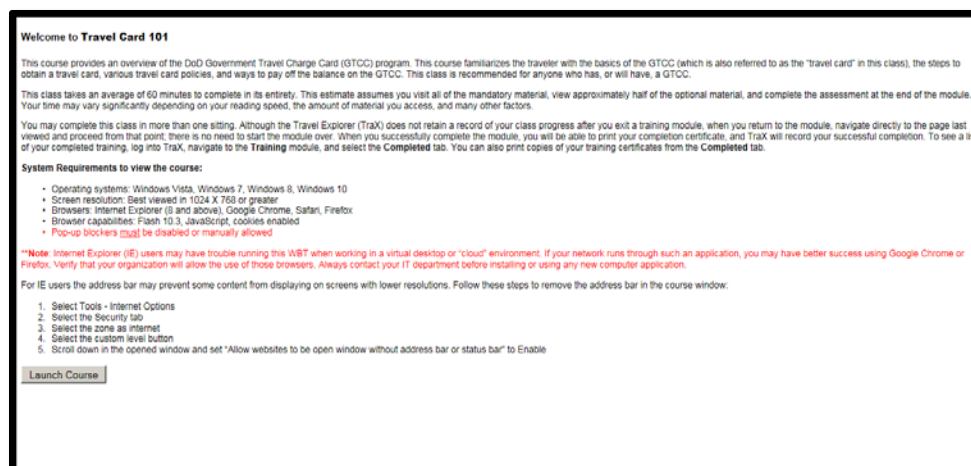 Welcome to Travel Card 101
This course provides an overview of the DoD Government Travel Charge Card (GTCC) program. This course familiarizes the traveler with the basics of the GTCC (which is also referred to as the "travel card" in this class), the steps to
obtain a travel card, various travel card policies, and ways to pay off the balance on the GTCC. This class is recommended for anyone who has, or will have, a GTCC.
This class takes an average of 60 minutes to complete in its entirety. This estimate assumes you visit all of the mandatory material, view approximately half of the optional material, and complete the assessment at the end of the module.
Your time may vary significantly depending on your reading speed, the amount of material you access, and many other factors.
You may complete this class in more than one sitting. Although the Travel Explorer (TraX) does not retain a record of your class progress after you exit a training module, when you return to the module, navigate directly to the page last
viewed and proceed from that point; there is no need to start the module over. When you successfully complete the module, you will be able to print your completion certificate, and TraX will record your successful completion. To see a li
of your completed training, log into TraX, navigate to the Training module, and select the Completed tab. You can also print copies of your training certificates from the Completed tab.
System Requirements to view the course:
• Operating systems: Windows Vista, Windows 7, Windows 8, Windows 10
• Screen resolution: Best viewed in 1024 X 768 or greater
• Browsers: Internet Explorer (8 and above), Google Chrome, Safari, Firefox
• Browser capabilities: Flash 10.3, JavaScript, cookies enabled
• Pop-up blockers must be disabled or manually allowed
**Note: Internet Explorer (IE) users may have trouble running this WBT when working in a virtual desktop or "cloud" environment. If your network runs through such an application, you may have better success using Google Chrome or
Firefox. Verify that your organization will allow the use of those browsers. Always contact your IT department before installing or using any new computer application.
For IE users the address bar may prevent some content from displaying on screens with lower resolutions. Follow these steps to remove the address bar in the course window:
1. Select Tools - Internet Options
2. Select the Security tab
3. Select the zone as internet
4. Select the custom level button
5. Scroll down in the opened window and set "Allow websites to be open window without address bar or status bar" to Enable
Launch Course